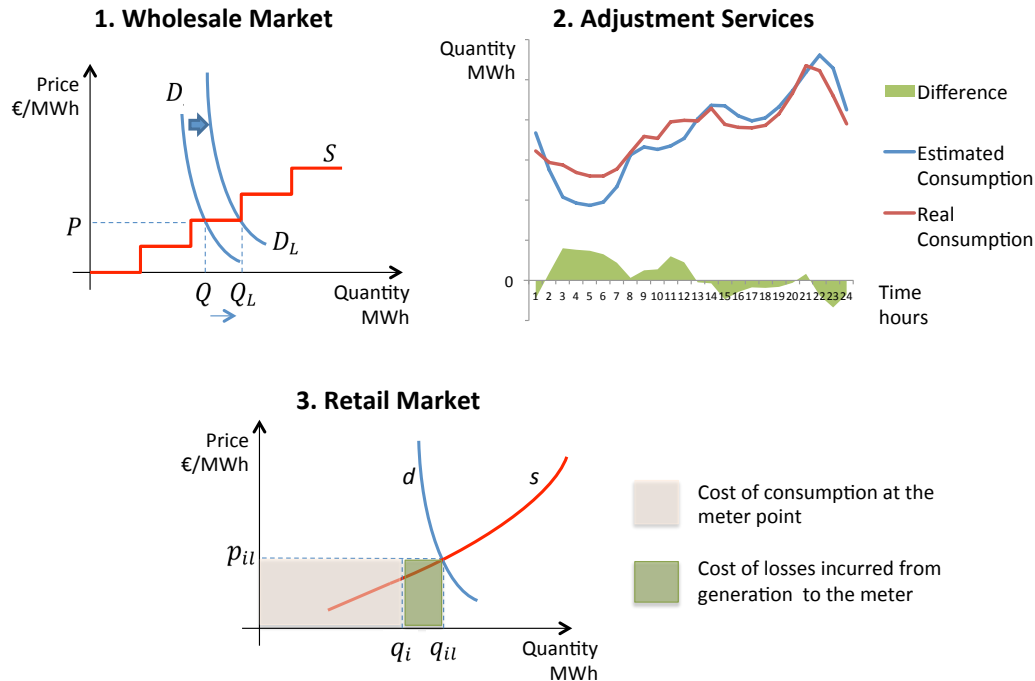 1. Wholesale Market
Price
€/MWh
D
S
P
D_L
Q
Q_L
Quantity
MWh
2. Adjustment Services
Quantity
MWh
0
1 2 3 4 5 6 7 8 9 10 11 12 13 14 15 16 17 18 19 20 21 22 23 24
Time
hours
Difference
Estimated
Consumption
Real
Consumption
3. Retail Market
Price
€/MWh
d
s
p_il
q_i
q_il
Quantity
MWh
Cost of consumption at the
meter point
Cost of losses incurred from
generation to the meter